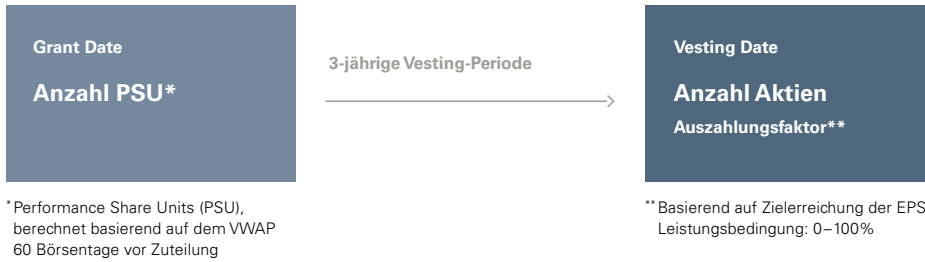 Grant Date
Anzahl PSU*
3-jährige Vesting-Periode
Vesting Date
Anzahl Aktien
Auszahlungsfaktor**
* Performance Share Units (PSU),
berechnet basierend auf dem VWAP
60 Börsentage vor Zuteilung
** Basierend auf Zielerreichung der EPS
Leistungsbedingung: 0–100%